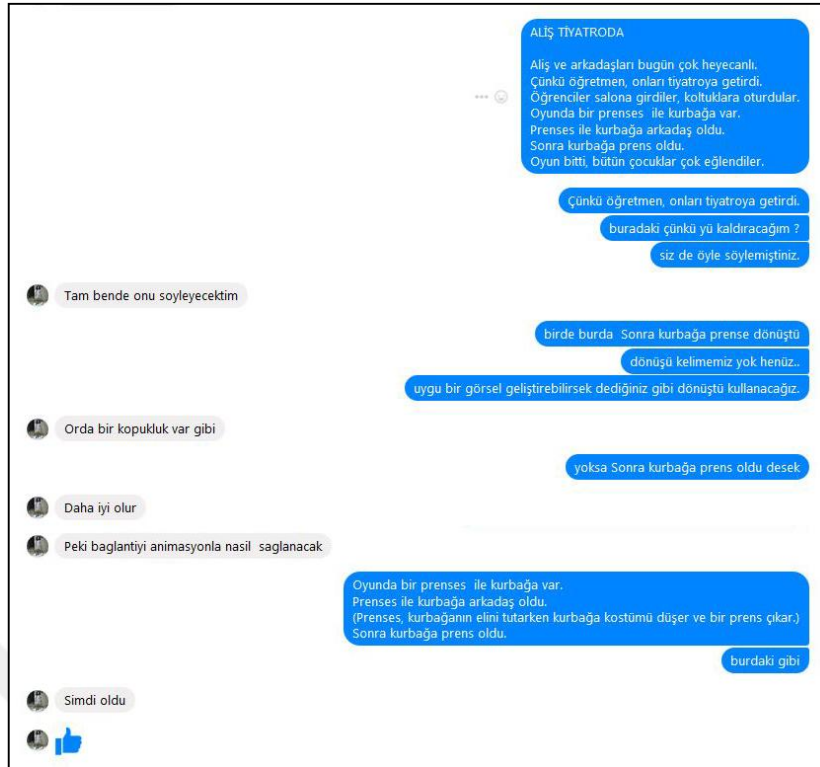 ALİŞ TİYATRODA
Aliş ve arkadaşları bugün çok heyecanlı.
Çünkü öğretmen, onları tiyatroya getirdi.
Öğrenciler salona girdiler, koltuklara oturdular.
Oyunda bir prenses ile kurbağa var.
Prenses ile kurbağa arkadaş oldu.
Sonra kurbağa prens oldu.
Oyun bitti, bütün çocuklar çok eğlendiler.
Çünkü öğretmen, onları tiyatroya getirdi.
buradaki çünkü yü kaldıracağım ?
siz de öyle söylemiştiniz.
Tam bende onu soyleyecektim
birde burda Sonra kurbağa prense dönüştü
dönüşü kelimemiz yok henüz..
uygu bir görsel geliştirebilirsek dediğiniz gibi dönüştü kullanacağız.
Orda bir kopukluk var gibi
yoksa Sonra kurbağa prens oldu desek
Daha iyi olur
Peki baglantiyi animasyonla nasil saglanacak
Oyunda bir prenses ile kurbağa var.
Prenses ile kurbağa arkadaş oldu.
(Prenses, kurbağanın elini tutarken kurbağa kostümü düşer ve bir prens çıkar.)
Sonra kurbağa prens oldu.
burdaki gibi
Simdi oldu